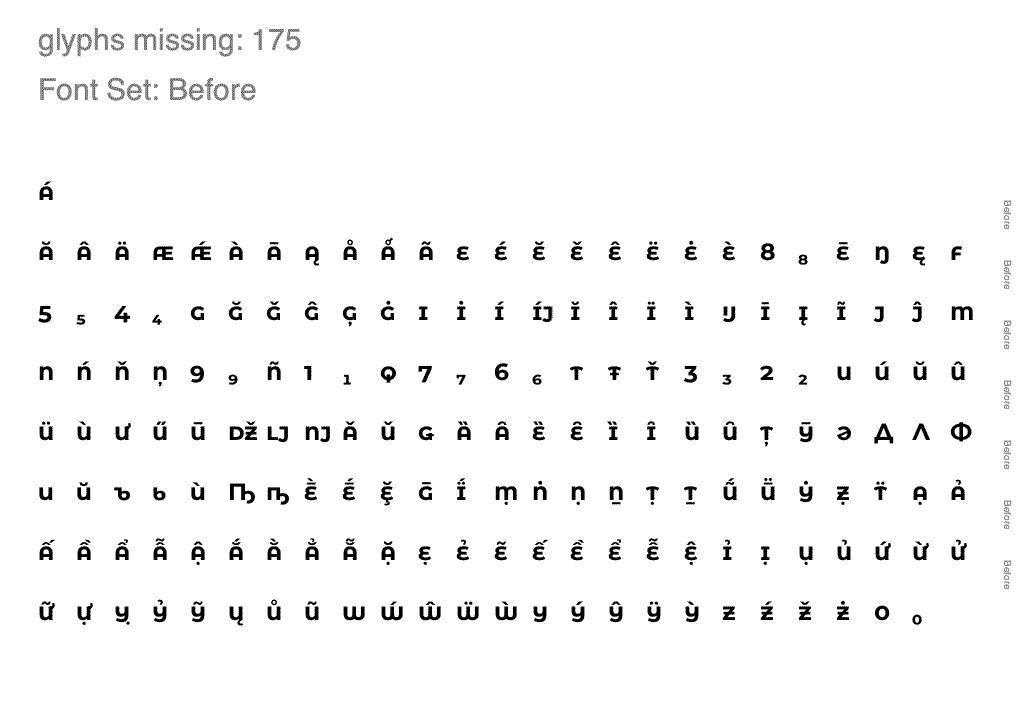 glyphs missing: 175
Font Set: Before
Á
Ă Â Ä Æ Ǽ À Ā Ą Å Ǻ Ã Ɛ É Ĕ Ě Ê Ë Ė È 8 ₈ Ē Ŋ Ę F
5 ₅ 4 ₄ G Ğ Ǧ Ĝ Ģ Ġ I İ Í ÍJ Ĭ Î Ï Ì IJ Ī Į Ĩ J Ĵ m
n ń ň ņ 9 ₉ ñ 1 ₁ Ϙ 7 ₇ 6 ₆ T Ŧ Ť 3 ₃ 2 ₂ u ú ŭ û
ü ù ư ű ū DŽ LJ NJ Ǎ ǔ G Ȁ Ȃ Ȅ Ȇ Ȉ Ȋ ȕ ȗ Ț ȳ ə Д Λ Ф
u ŭ ъ ь ù Ҧ ҧ Ḕ Ḗ Ḝ Ḡ Ḯ ṃ ṅ ṇ ṉ Ṭ Ṯ ṹ ṻ ẏ ẓ T̈ Ạ Ả
Ấ Ầ Ẩ Ẫ Ậ Ắ Ằ Ẳ Ẵ Ặ Ẹ Ẻ Ẽ Ế Ề Ể Ễ Ệ Ỉ Ị ụ ủ ứ ừ ử
ữ ự ỵ ỷ ỹ ų ů ũ w ẃ ŵ ẅ ẁ y ý ŷ ÿ ỳ z ź ž ż o ₀
Before
Before
Before
Before
Before
Before
Before